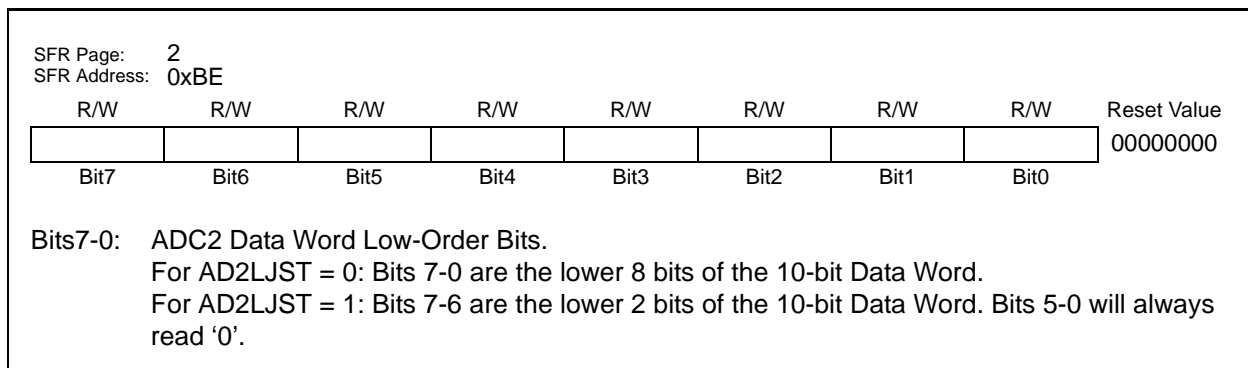 SFR Page: 2
SFR Address: 0xBE
R/W R/W R/W R/W R/W R/W R/W R/W Reset Value
00000000
Bit7 Bit6 Bit5 Bit4 Bit3 Bit2 Bit1 Bit0
Bits7-0: ADC2 Data Word Low-Order Bits.
For AD2LJST = 0: Bits 7-0 are the lower 8 bits of the 10-bit Data Word.
For AD2LJST = 1: Bits 7-6 are the lower 2 bits of the 10-bit Data Word. Bits 5-0 will always
read ‘0’.